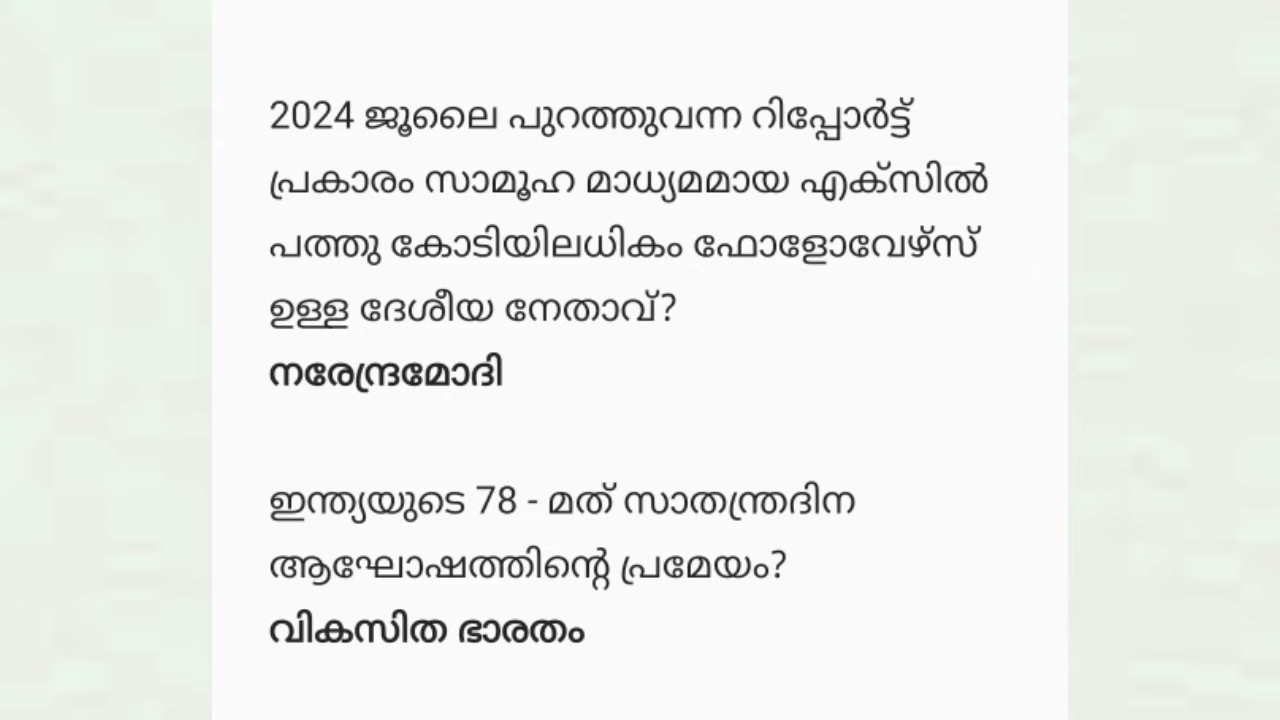 2024 ജൂലൈ പുറത്തുവന്ന റിപ്പോർട്ട്
പ്രകാരം സാമൂഹ മാധ്യമമായ എക്സിൽ
പത്തു കോടിയിലധികം ഫോളോവേഴ്സ്
ഉള്ള ദേശീയ നേതാവ്?
നരേന്ദ്രമോദി
ഇന്ത്യയുടെ 78 - മത് സാതന്ത്രദിന
ആഘോഷത്തിന്റെ പ്രമേയം?
വികസിത ഭാരതം